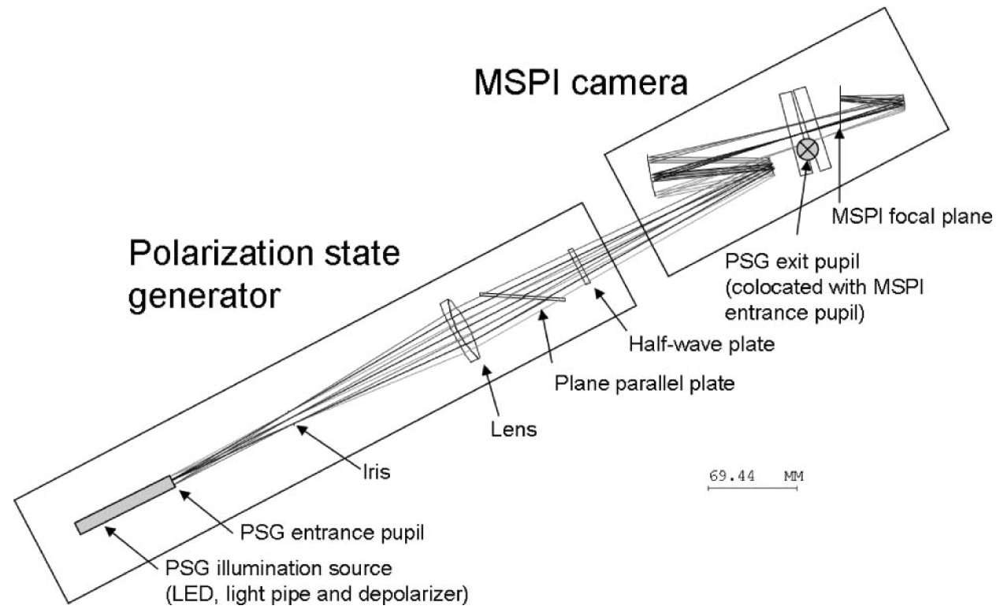 MSPI camera
MSPI focal plane
PSG exit pupil
(colocated with MSPI
entrance pupil)
Polarization state
generator
Half-wave plate
Plane parallel plate
Lens
Iris
69.44 MM
PSG entrance pupil
PSG illumination source
(LED, light pipe and depolarizer)